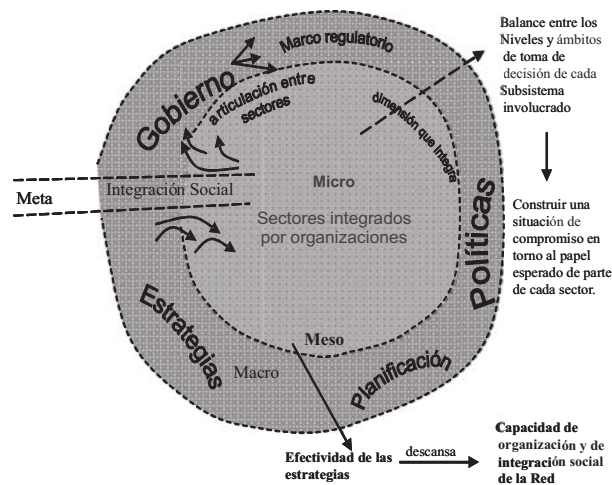 Balance entre los
Niveles y ámbitos
de toma de
decisión de cada
Subsistema
involucrado
Marco regulatorio
Gobierno
articulación entre
sectores
dimensión que integra
Meta
Integración Social
Micro
Sectores integrados
por organizaciones
Políticas
Construir una
situación de
compromiso en
torno al papel
esperado de parte
de cada sector.
Estrategias
Meso
Macro
Planificación
Efectividad de las
estrategias
descansa
Capacidad de
organización y de
integración social
de la Red